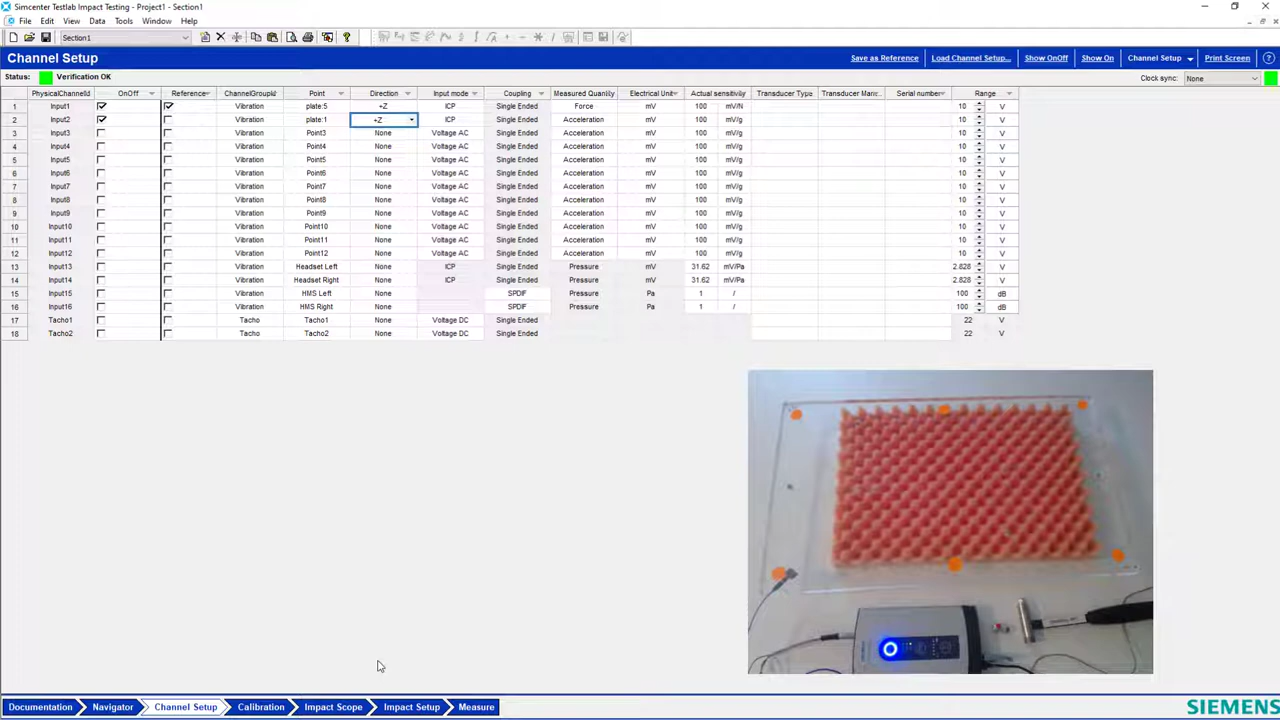 Simcenter Testlab Impact Testing - Project1 - Section1
File Edit View Data Tools Window Help
Section1
Channel Setup Save as Reference Load Channel Setup... Show OnOff Show On Channel Setup Print Screen
Status: Verification OK Clock sync: None
PhysicalChannelId OnOff Reference ChannelGroupId Point Direction Input mode Coupling Measured Quantity Electrical Unit Actual sensitivity Transducer Type Transducer Manu.. Serial number Range
1 Input1 Vibration plate:5 +Z ICP Single Ended Force mV 100 mV/N 10 V
2 Input2 Vibration plate:1 +Z ICP Single Ended Acceleration mV 100 mV/g 10 V
3 Input3 Vibration Point3 None Voltage AC Single Ended Acceleration mV 100 mV/g 10 V
4 Input4 Vibration Point4 None Voltage AC Single Ended Acceleration mV 100 mV/g 10 V
5 Input5 Vibration Point5 None Voltage AC Single Ended Acceleration mV 100 mV/g 10 V
6 Input6 Vibration Point6 None Voltage AC Single Ended Acceleration mV 100 mV/g 10 V
7 Input7 Vibration Point7 None Voltage AC Single Ended Acceleration mV 100 mV/g 10 V
8 Input8 Vibration Point8 None Voltage AC Single Ended Acceleration mV 100 mV/g 10 V
9 Input9 Vibration Point9 None Voltage AC Single Ended Acceleration mV 100 mV/g 10 V
10 Input10 Vibration Point10 None Voltage AC Single Ended Acceleration mV 100 mV/g 10 V
11 Input11 Vibration Point11 None Voltage AC Single Ended Acceleration mV 100 mV/g 10 V
12 Input12 Vibration Point12 None Voltage AC Single Ended Acceleration mV 100 mV/g 10 V
13 Input13 Vibration Headset Left None ICP Single Ended Pressure mV 31.62 mV/Pa 2.828 V
14 Input14 Vibration Headset Right None ICP Single Ended Pressure mV 31.62 mV/Pa 2.828 V
15 Input15 Vibration HMS Left None SPDIF Pressure Pa 1 / 100 dB
16 Input16 Vibration HMS Right None SPDIF Pressure Pa 1 / 100 dB
17 Tacho1 Tacho Tacho1 None Voltage DC Single Ended 22 V
18 Tacho2 Tacho Tacho2 None Voltage DC Single Ended 22 V
Documentation Navigator Channel Setup Calibration Impact Scope Impact Setup Measure SIEMENS